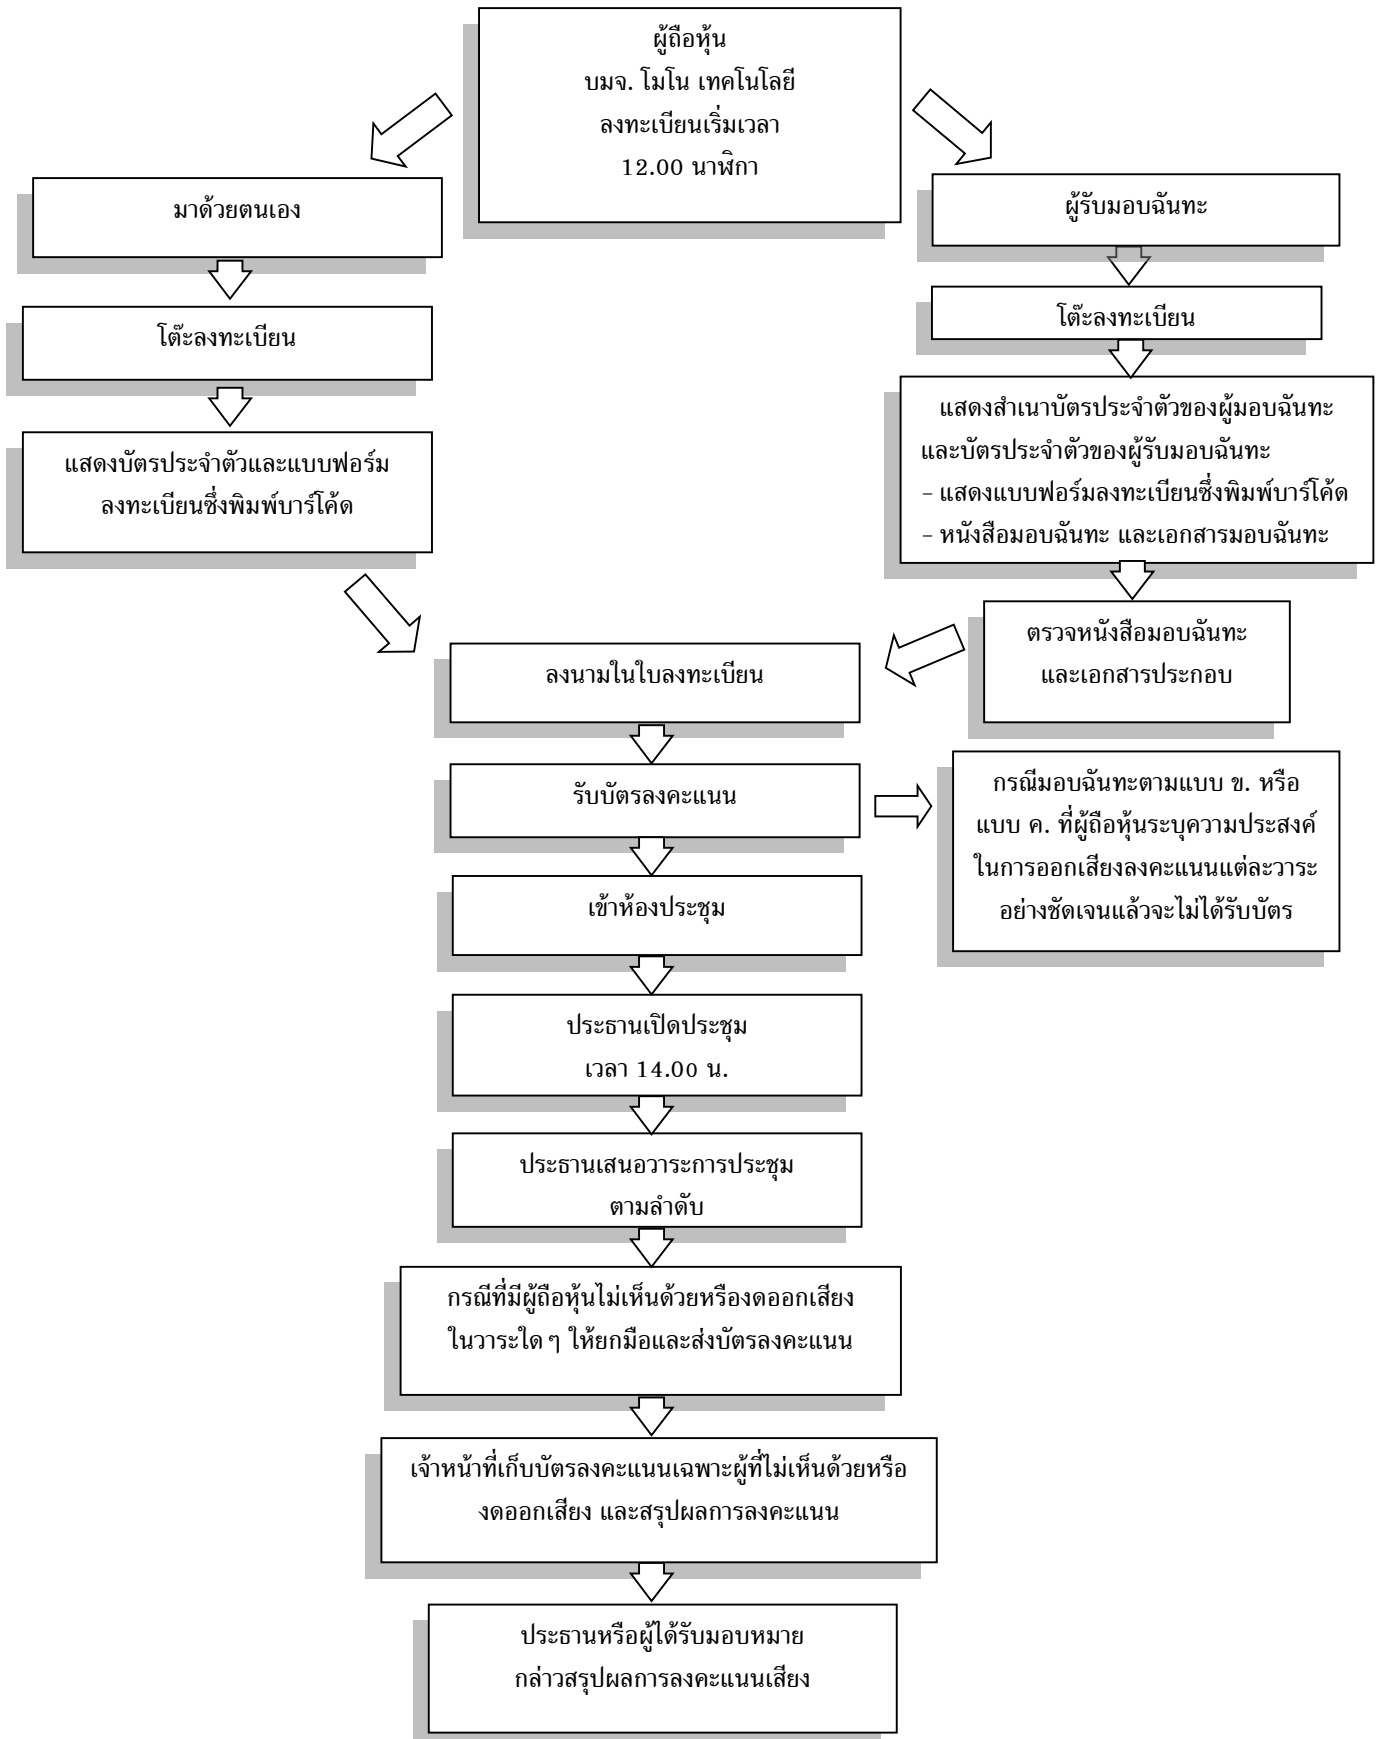 ผู้ถือหุ้น
บมจ. โมโน เทคโนโลยี
ลงทะเบียนเริ่มเวลา
12.00 นาฬิกา
มาด้วยตนเอง
โต๊ะลงทะเบียน
แสดงบัตรประจำตัวและแบบฟอร์ม
ลงทะเบียนซึ่งพิมพ์บาร์โค้ด
ผู้รับมอบฉันทะ
โต๊ะลงทะเบียน
แสดงสำเนาบัตรประจำตัวของผู้มอบฉันทะ
และบัตรประจำตัวของผู้รับมอบฉันทะ
- แสดงแบบฟอร์มลงทะเบียนซึ่งพิมพ์บาร์โค้ด
- หนังสือมอบฉันทะ และเอกสารมอบฉันทะ
ตรวจหนังสือมอบฉันทะ
และเอกสารประกอบ
ลงนามในใบลงทะเบียน
รับบัตรลงคะแนน
กรณีมอบฉันทะตามแบบ ข. หรือ
แบบ ค. ที่ผู้ถือหุ้นระบุความประสงค์
ในการออกเสียงลงคะแนนแต่ละวาระ
อย่างชัดเจนแล้วจะไม่ได้รับบัตร
เข้าห้องประชุม
ประธานเปิดประชุม
เวลา 14.00 น.
ประธานเสนอวาระการประชุม
ตามลำดับ
กรณีที่มีผู้ถือหุ้นไม่เห็นด้วยหรืองดออกเสียง
ในวาระใด ๆ ให้ยกมือและส่งบัตรลงคะแนน
เจ้าหน้าที่เก็บบัตรลงคะแนนเฉพาะผู้ที่ไม่เห็นด้วยหรือ
งดออกเสียง และสรุปผลการลงคะแนน
ประธานหรือผู้ได้รับมอบหมาย
กล่าวสรุปผลการลงคะแนนเสียง